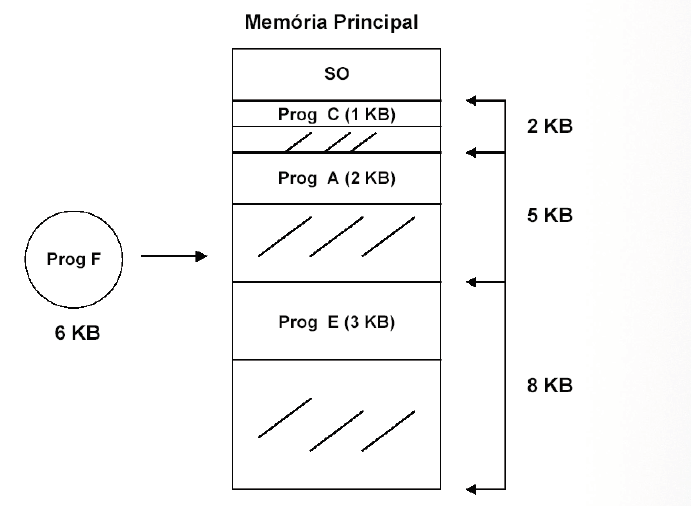 Memória Principal
SO
Prog C (1 KB)
2 KB
Prog A (2 KB)
5 KB
Prog F
6 KB
Prog E (3 KB)
8 KB